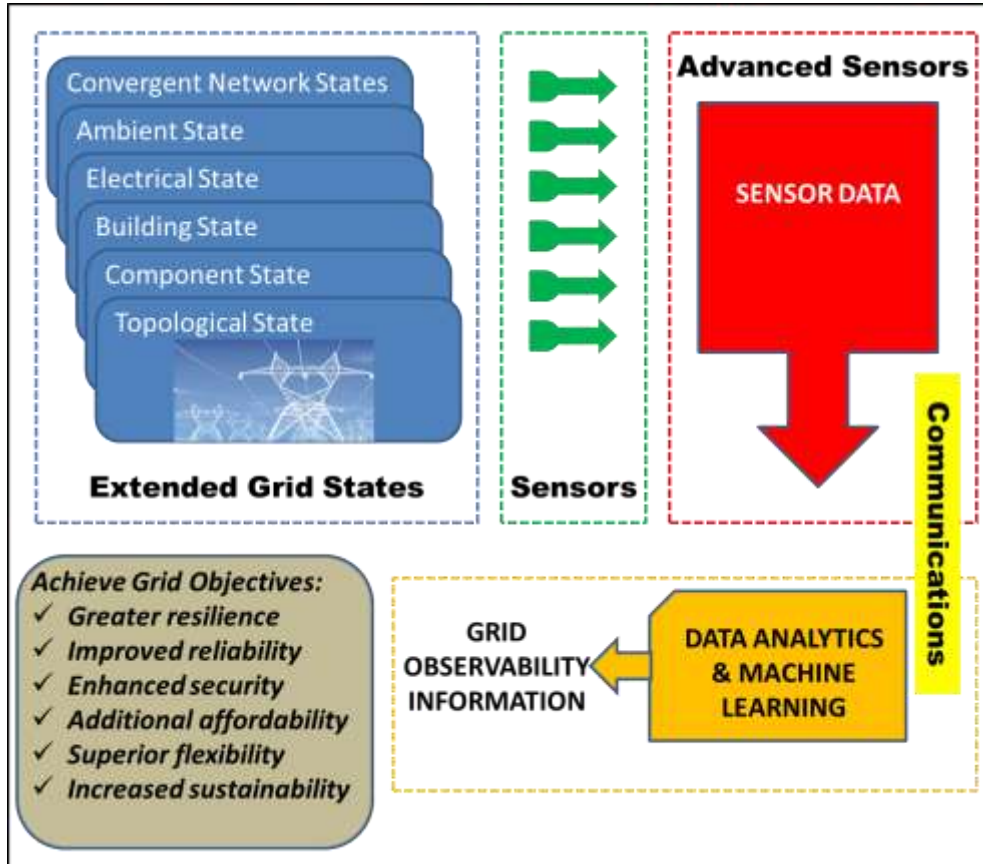 Convergent Network States
Ambient State
Electrical State
Building State
Component State
Topological State
Extended Grid States
Sensors
Advanced Sensors
SENSOR DATA
Communications
Achieve Grid Objectives:
✓ Greater resilience
✓ Improved reliability
✓ Enhanced security
✓ Additional affordability
✓ Superior flexibility
✓ Increased sustainability
GRID
OBSERVABILITY
INFORMATION
DATA ANALYTICS
& MACHINE
LEARNING